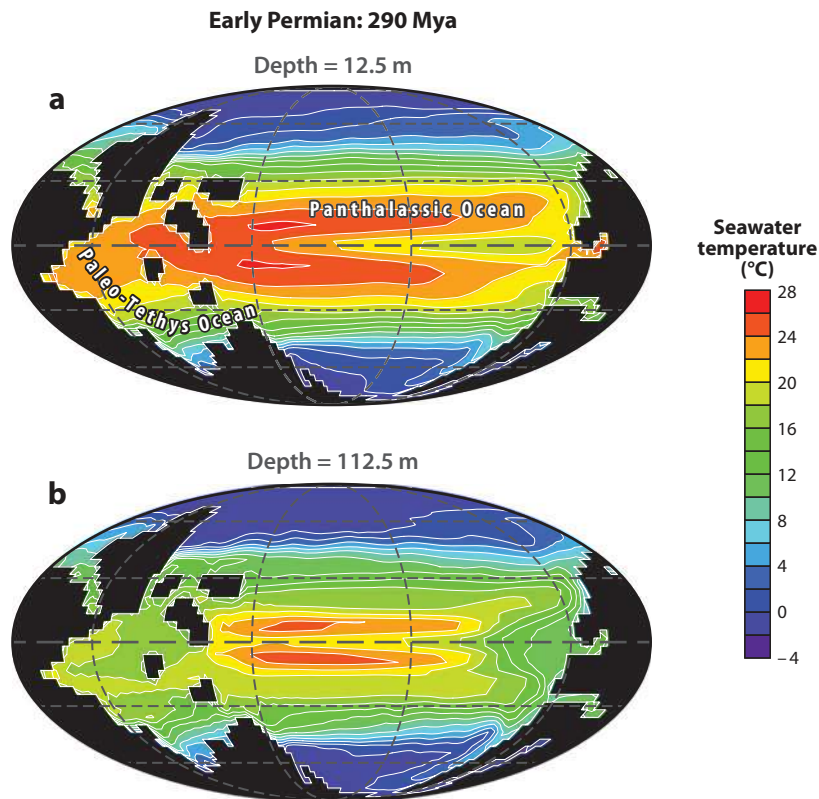 Early Permian: 290 Mya
Depth = 12.5 m
a
Panthalassic Ocean
Paleo-Tethys Ocean
Seawater
temperature
(°C)
28
24
20
16
12
8
0
–4
Depth = 112.5 m
b